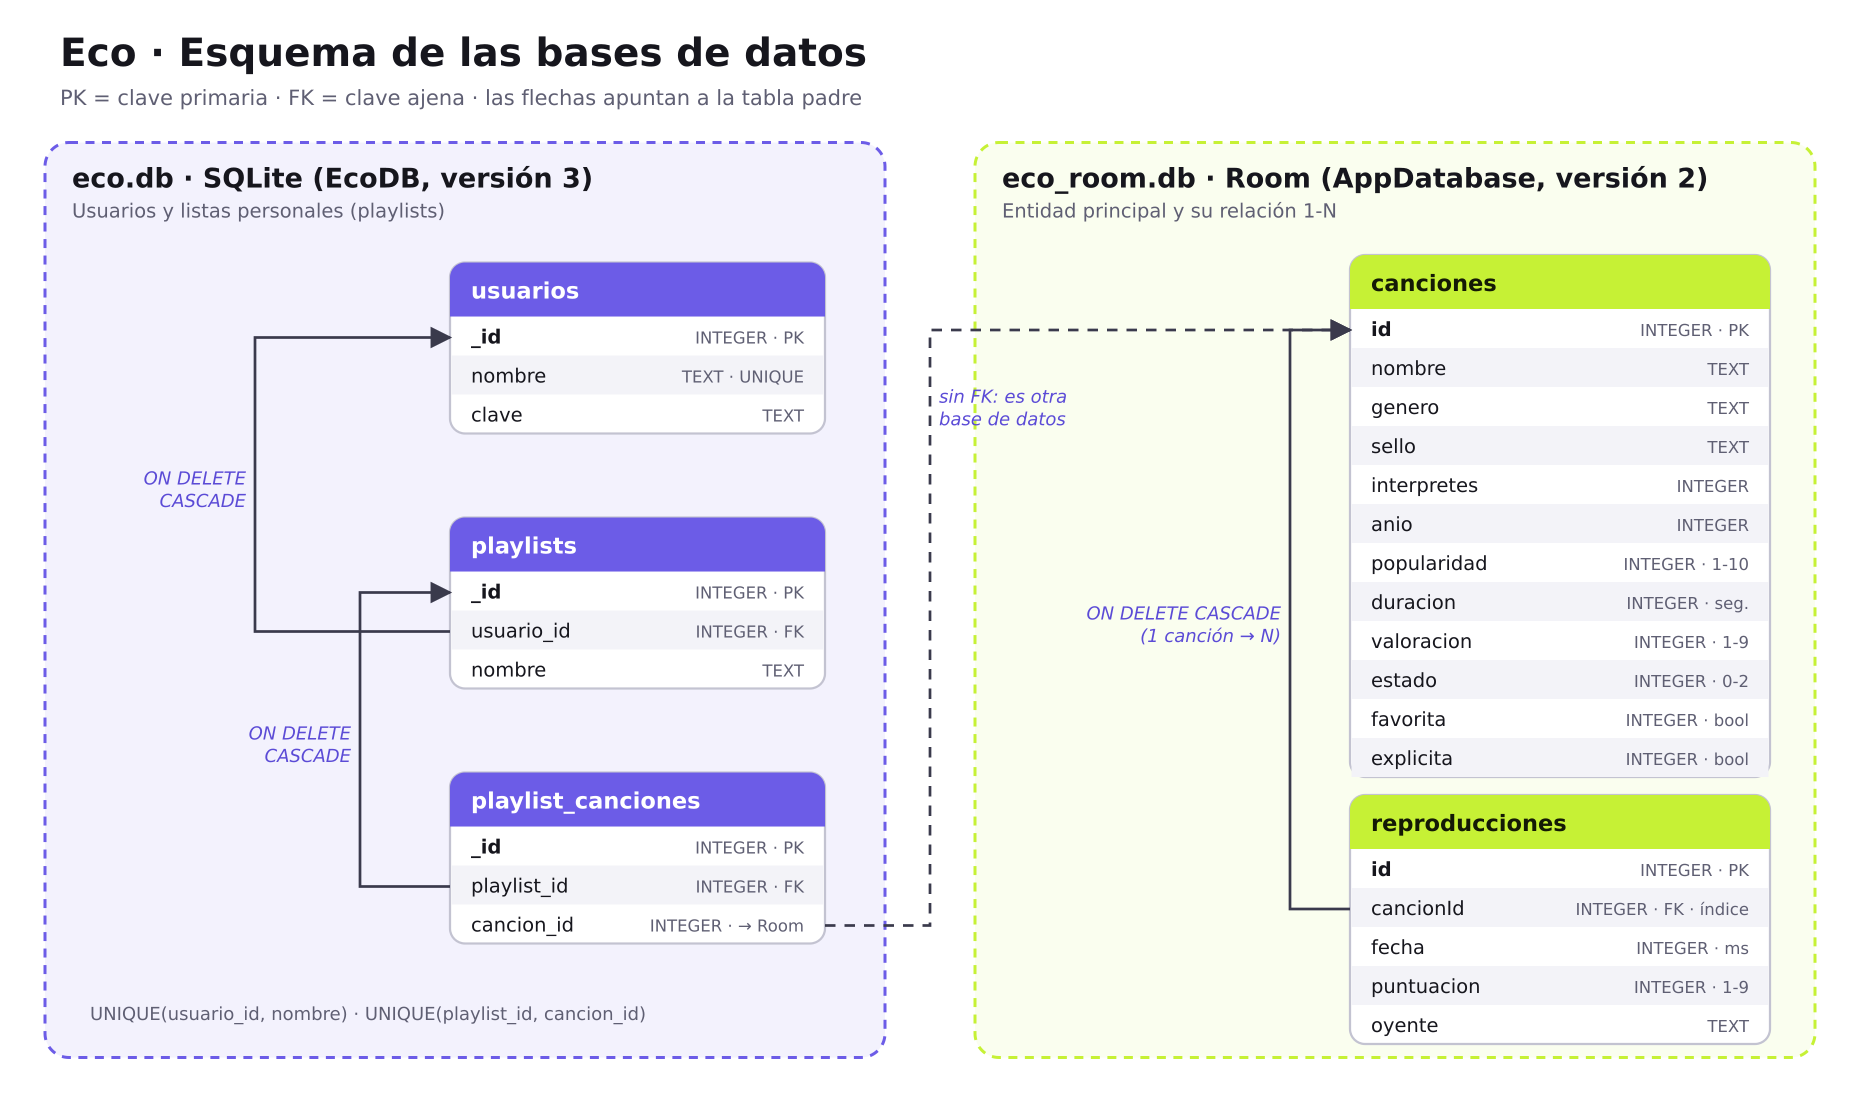 Eco · Esquema de las bases de datos
PK = clave primaria · FK = clave ajena · las flechas apuntan a la tabla padre
eco.db · SQLite (EcoDB, versión 3)
Usuarios y listas personales (playlists)
usuarios
_id INTEGER · PK
nombre TEXT · UNIQUE
clave TEXT
ON DELETE
CASCADE
playlists
_id INTEGER · PK
usuario_id INTEGER · FK
nombre TEXT
ON DELETE
CASCADE
playlist_canciones
_id INTEGER · PK
playlist_id INTEGER · FK
cancion_id INTEGER · → Room
UNIQUE(usuario_id, nombre) · UNIQUE(playlist_id, cancion_id)
sin FK: es otra
base de datos
eco_room.db · Room (AppDatabase, versión 2)
Entidad principal y su relación 1-N
canciones
id INTEGER · PK
nombre TEXT
genero TEXT
sello TEXT
interpretes INTEGER
anio INTEGER
popularidad INTEGER · 1-10
duracion INTEGER · seg.
valoracion INTEGER · 1-9
estado INTEGER · 0-2
favorita INTEGER · bool
explicita INTEGER · bool
ON DELETE CASCADE
(1 canción → N)
reproducciones
id INTEGER · PK
cancionId INTEGER · FK · índice
fecha INTEGER · ms
puntuacion INTEGER · 1-9
oyente TEXT